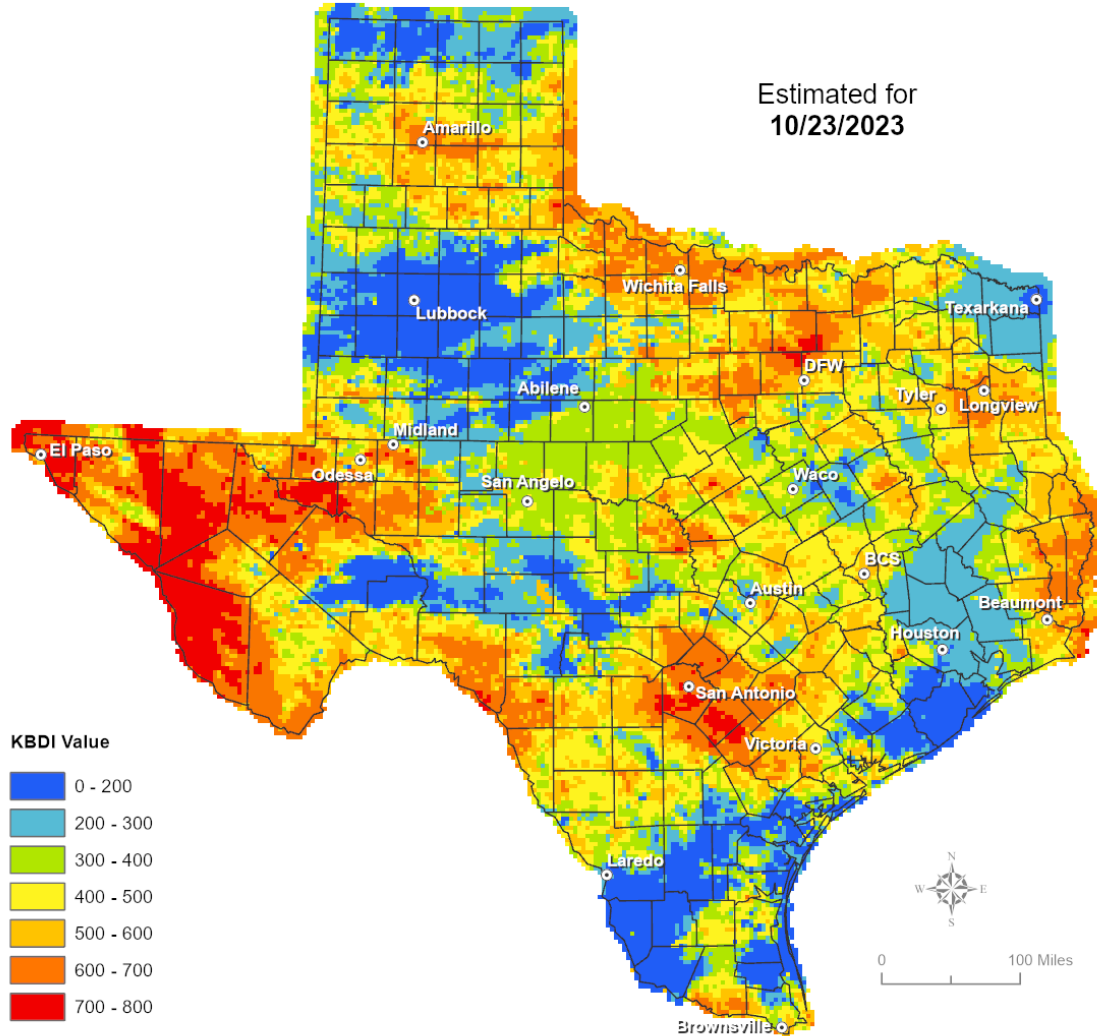 Estimated for
10/23/2023
Amarillo
Wichita Falls
Lubbock
Texarkana
DFW
Abilene
Tyler
Longview
Midland
El Paso
Odessa
San Angelo
Waco
BCS
Austin
Beaumont
Houston
San Antonio
Victoria
Laredo
Brownsville
KBDI Value
0 - 200
200 - 300
300 - 400
400 - 500
500 - 600
600 - 700
700 - 800
N
W
E
S
0
100 Miles